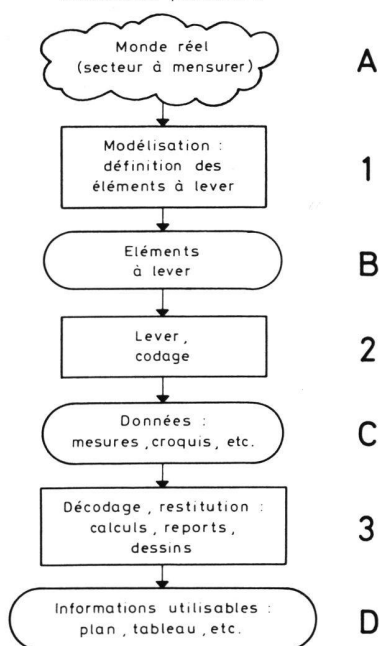 Monde réel
(secteur à mensurer)
A
Modélisation :
définition des
éléments à lever
1
Eléments
à lever
B
Lever,
codage
2
Données :
mesures, croquis, etc.
C
Décodage, restitution :
calculs, reports,
dessins
3
Informations utilisables :
plan, tableau, etc.
D